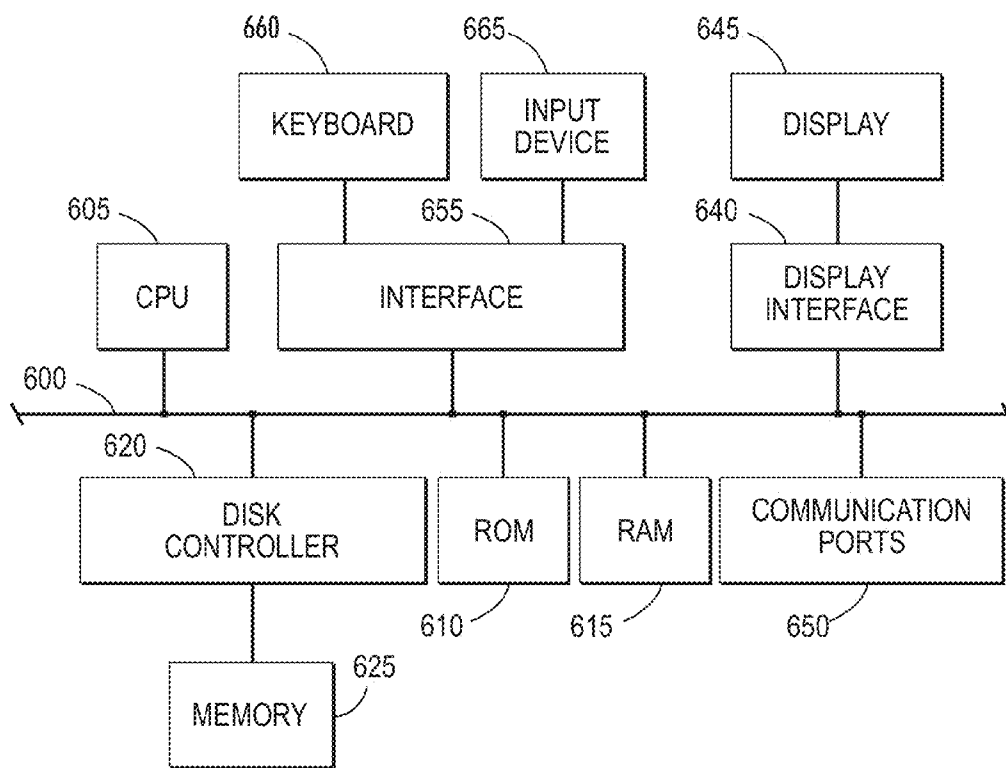 660
665
645
KEYBOARD
INPUT
DEVICE
DISPLAY
605
655
640
CPU
INTERFACE
DISPLAY
INTERFACE
600
620
DISK
CONTROLLER
ROM
RAM
COMMUNICATION
PORTS
610
615
650
625
MEMORY